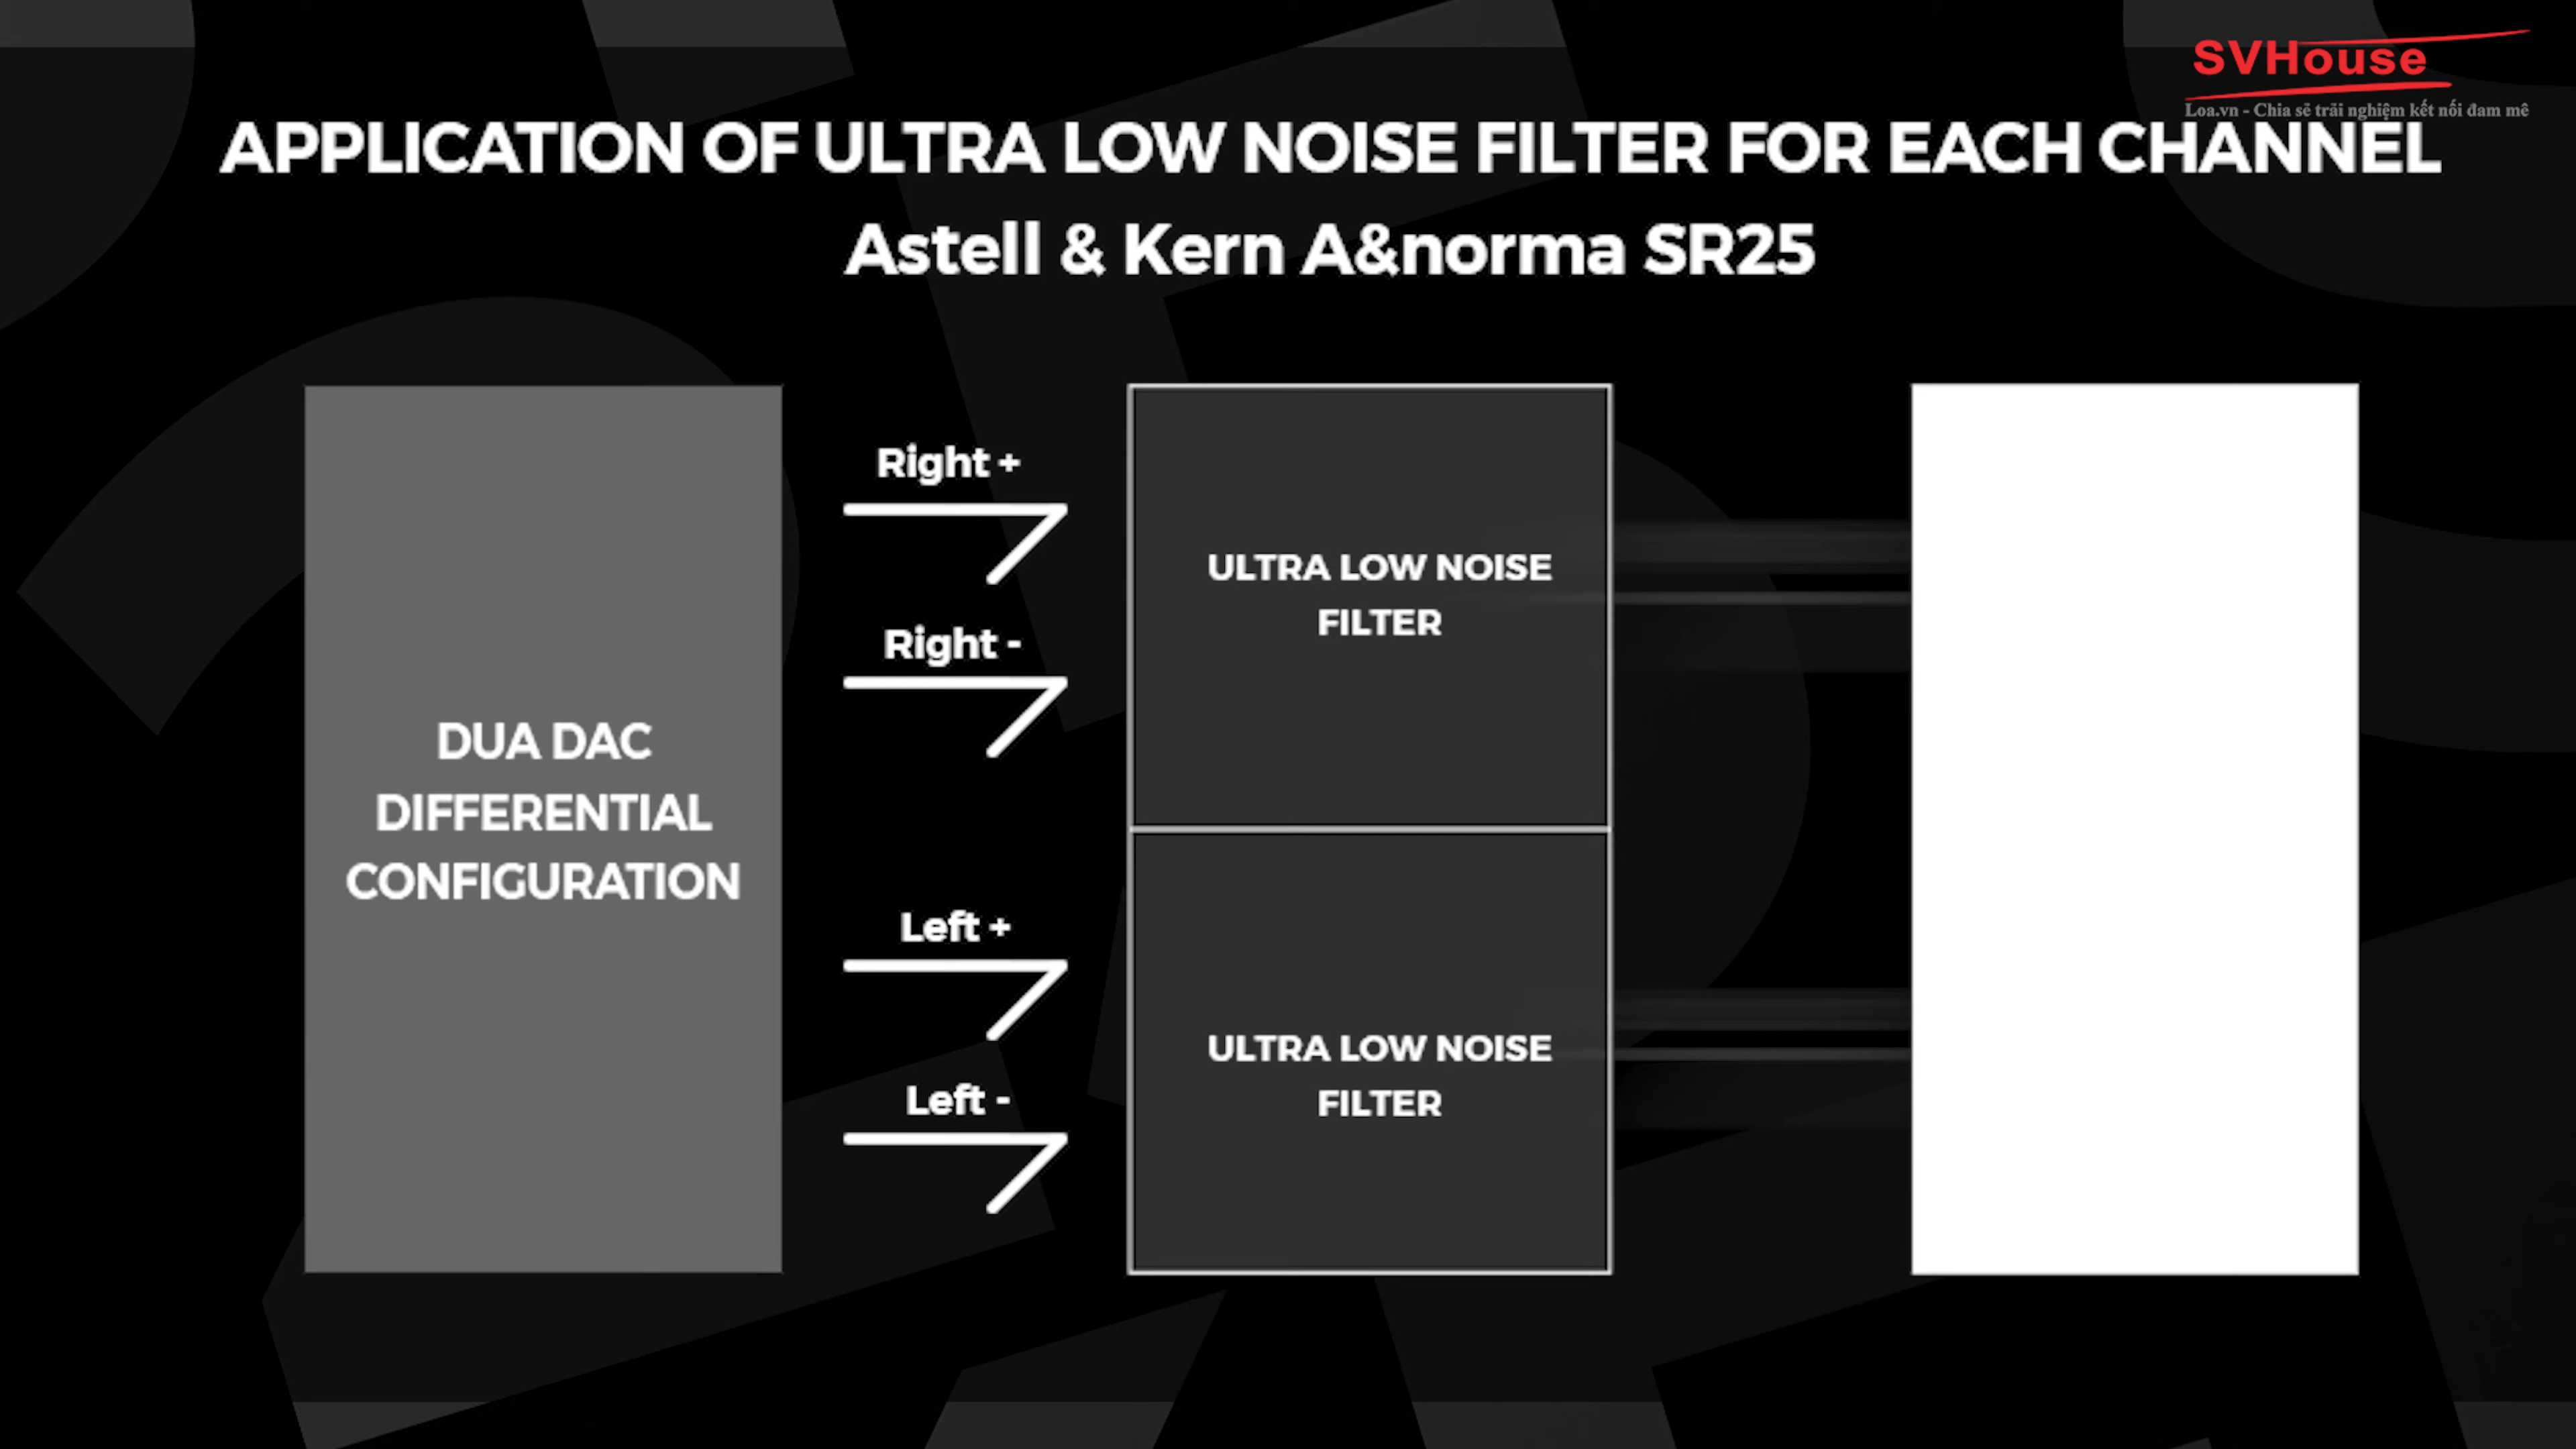 SVHouse
Loa.vn - Chia sẽ trãi nghiệm kết nối đam mê
APPLICATION OF ULTRA LOW NOISE FILTER FOR EACH CHANNEL
Astell & Kern A&norma SR25
DUA DAC
DIFFERENTIAL
CONFIGURATION
Right +
Right -
Left +
Left -
ULTRA LOW NOISE
FILTER
ULTRA LOW NOISE
FILTER